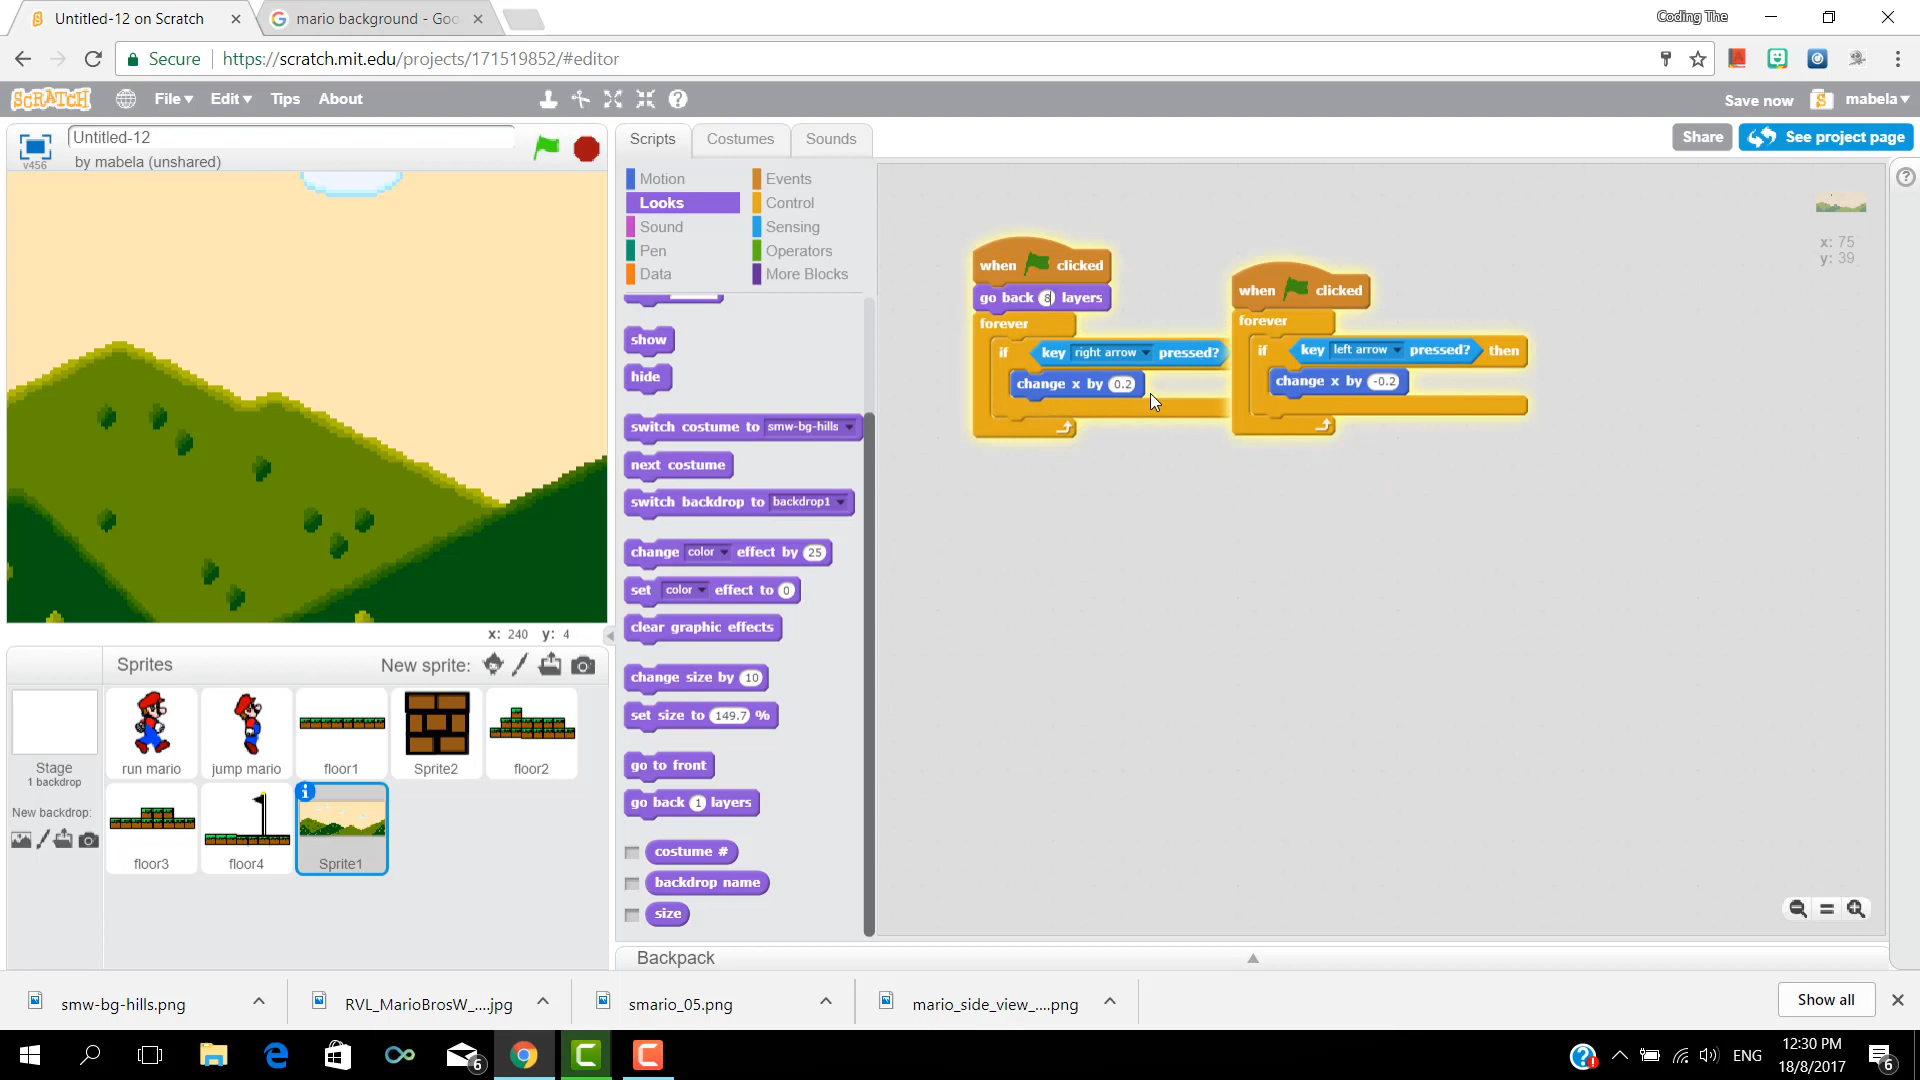 Untitled-12 on Scratch
mario background - Goo
Coding The
Secure
https://scratch.mit.edu/projects/171519852/#editor
SCRATCH
File
Edit
Tips
About
Save now
mabela
Untitled-12
by mabela (unshared)
v456
Scripts
Costumes
Sounds
Share
See project page
Motion
Events
Looks
Control
Sound
Sensing
Pen
Operators
Data
More Blocks
show
hide
switch costume to smw-bg-hills
next costume
switch backdrop to backdrop1
change color effect by 25
set color effect to 0
clear graphic effects
change size by 10
set size to 149.7 %
go to front
go back 1 layers
costume #
backdrop name
size
when clicked
go back 8 layers
forever
if key right arrow pressed?
change x by 0.2
when clicked
forever
if key left arrow pressed? then
change x by -0.2
x: 75
y: 39
x: 240 y: 4
Sprites
New sprite:
Stage
1 backdrop
New backdrop:
run mario
jump mario
floor1
Sprite2
floor2
floor3
floor4
Sprite1
Backpack
smw-bg-hills.png
RVL_MarioBrosW_....jpg
smario_05.png
mario_side_view_....png
Show all
6
ENG
12:30 PM
18/8/2017
6